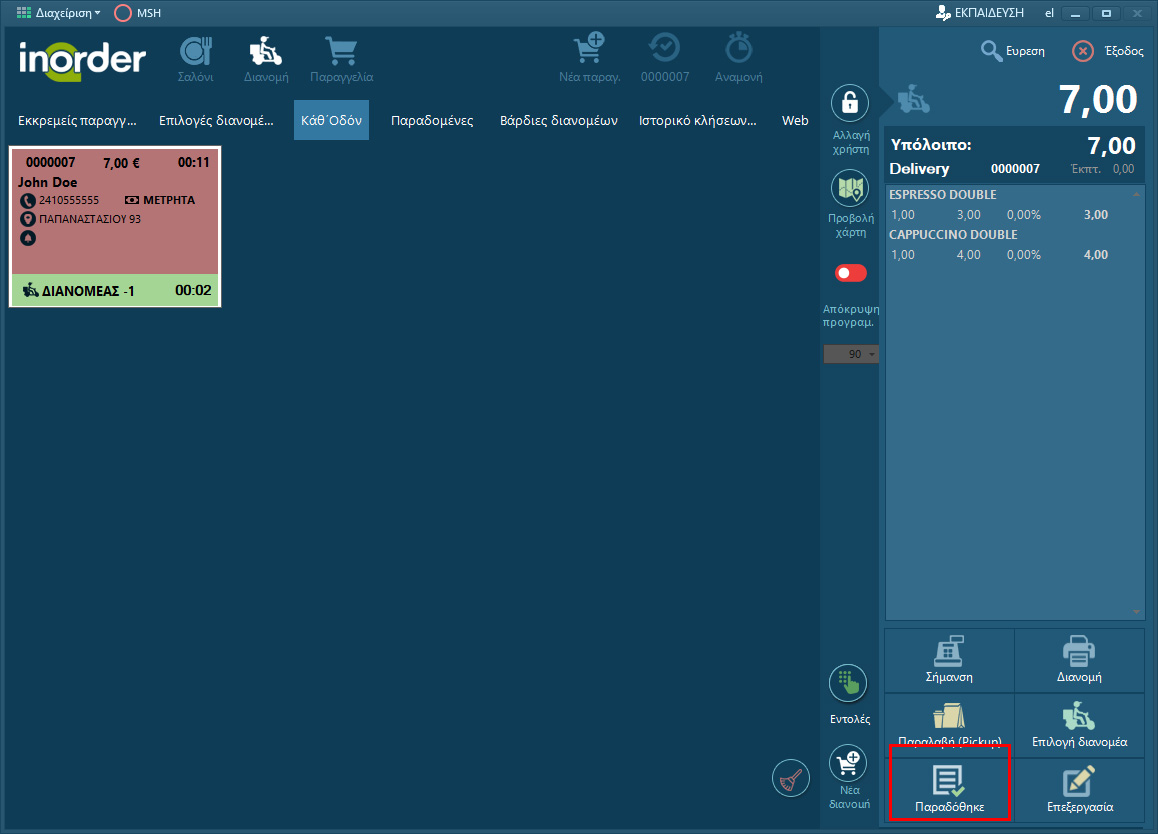 Διαχείριση MSH ΕΚΠΑΙΔΕΥΣΗ el
inorder
Σαλόνι Διανομή Παραγγελία Νέα παραγ. 0000007 Αναμονή
Ευρεση Έξοδος
Εκκρεμείς παραγγ... Επιλογές διανομέ... Κάθ΄Οδόν Παραδομένες Βάρδιες διανομέων Ιστορικό κλήσεων... Web
0000007 7,00 € 00:11
John Doe
2410555555 ΜΕΤΡΗΤΑ
ΠΑΠΑΝΑΣΤΑΣΙΟΥ 93
ΔΙΑΝΟΜΕΑΣ -1 00:02
Αλλαγή
χρήστη
Προβολή
χάρτη
Απόκρυψη
προγραμ.
90
Εντολές
Νέα
διανομή
7,00
Υπόλοιπο: 7,00
Delivery 0000007 Έκπτ. 0,00
ESPRESSO DOUBLE
1,00 3,00 0,00% 3,00
CAPPUCCINO DOUBLE
1,00 4,00 0,00% 4,00
Σήμανση Διανομή
Παραλαβή (Pickup) Επιλογή διανομέα
Παραδόθηκε Επεξεργασία